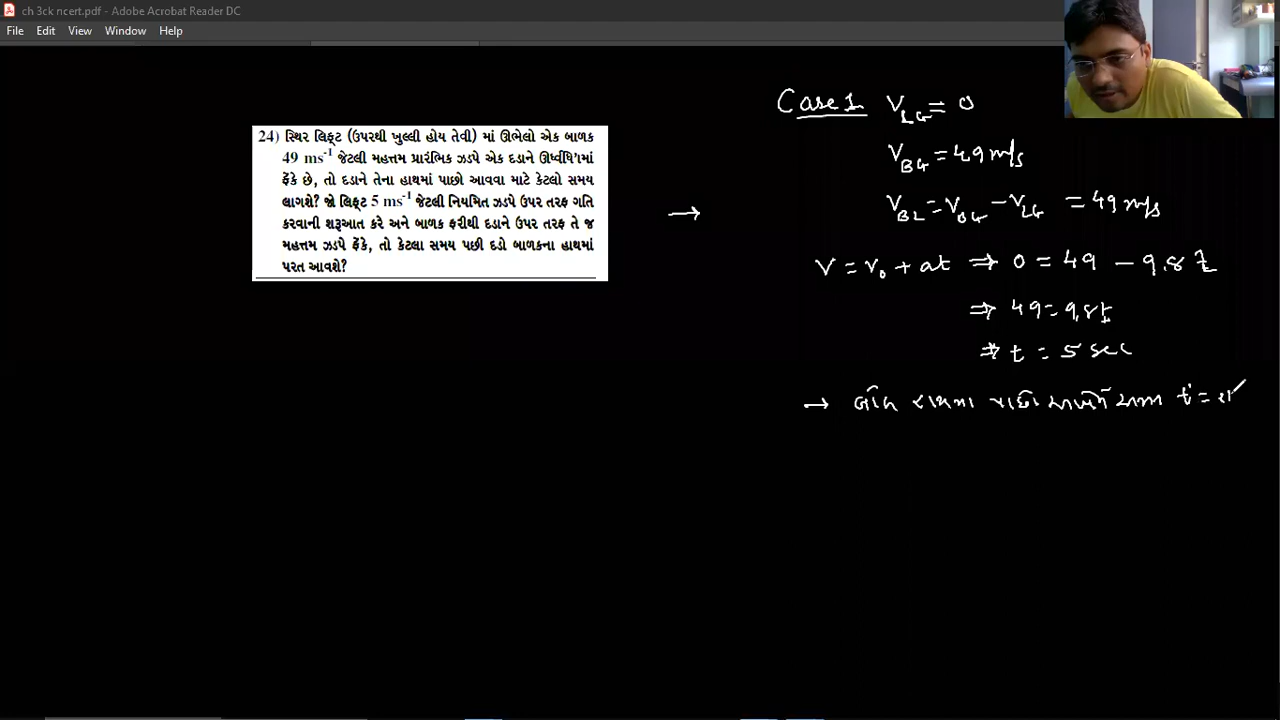 ch 3ck ncert.pdf - Adobe Acrobat Reader DC
File Edit View Window Help
24) સ્થિર લિફ્ટ (ઉપરથી ખુલ્લી હોય તેવી) માં ઊભેલો એક બાળક
49 ms⁻¹ જેટલી મહત્તમ પ્રારંભિક ઝડપે એક દડાને ઊર્ધ્વદિશામાં
ફેંકે છે, તો દડાને તેના હાથમાં પાછો આવવા માટે કેટલો સમય
લાગશે? જો લિફ્ટ 5 ms⁻¹ જેટલી નિયમિત ઝડપે ઉપર તરફ ગતિ
કરવાની શરૂઆત કરે અને બાળક ફરીથી દડાને ઉપર તરફ તે જ
મહત્તમ ઝડપે ફેંકે, તો કેટલા સમય પછી દડો બાળકના હાથમાં
પરત આવશે?
→
Case 1 V_LG = 0
V_BG = 49 m/s
V_BL = V_BG − V_LG = 49 m/s
V = V₀ + at ⇒ 0 = 49 − 9.8 t
⇒ 49 = 9.8t
⇒ t = 5 sec
→ t' =